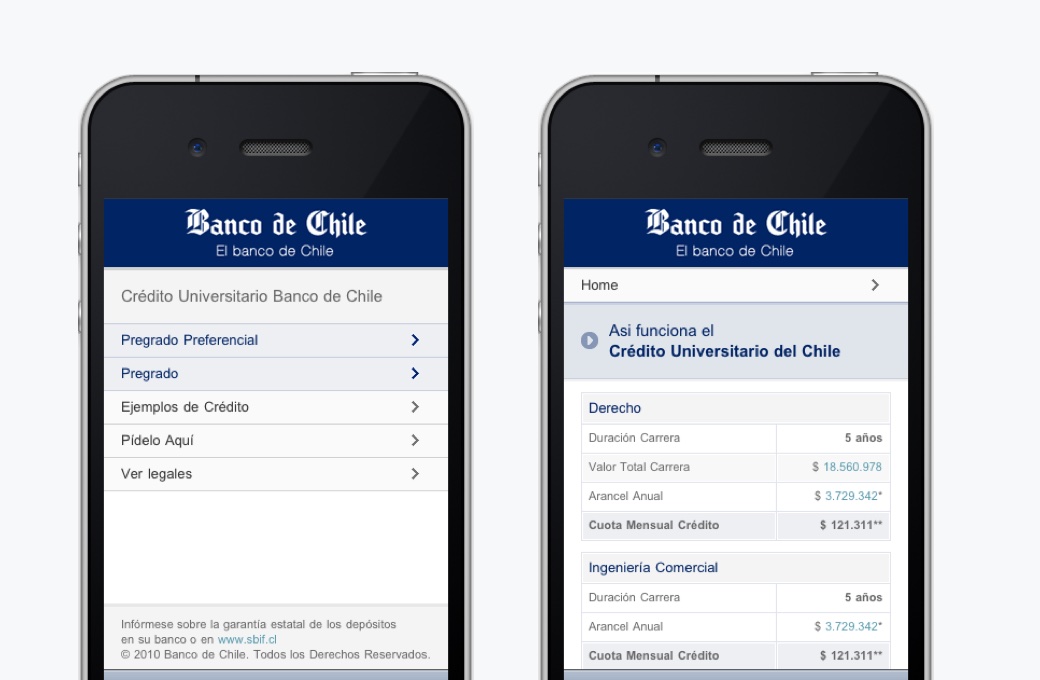 Banco de Chile
El banco de Chile
Crédito Universitario Banco de Chile
Pregrado Preferencial
Pregrado
Ejemplos de Crédito
Pídelo Aquí
Ver legales
Infórmese sobre la garantía estatal de los depósitos
en su banco o en www.sbif.cl
© 2010 Banco de Chile. Todos los Derechos Reservados.
Banco de Chile
El banco de Chile
Home
Asi funciona el
Crédito Universitario del Chile
Derecho
Duración Carrera 5 años
Valor Total Carrera $ 18.560.978
Arancel Anual $ 3.729.342*
Cuota Mensual Crédito $ 121.311**
Ingeniería Comercial
Duración Carrera 5 años
Arancel Anual $ 3.729.342*
Cuota Mensual Crédito $ 121.311**